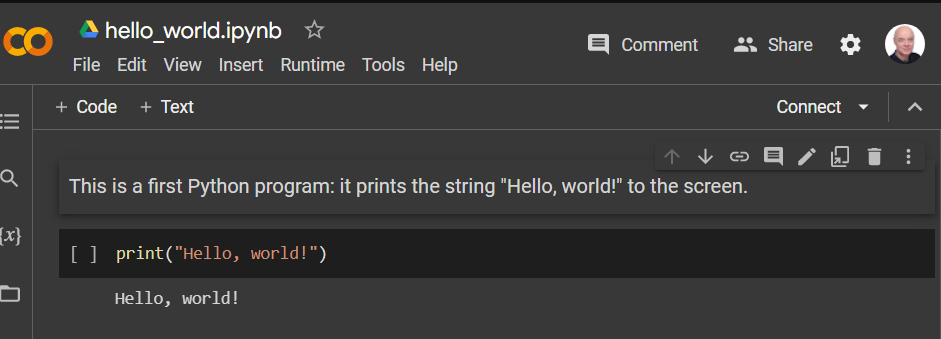 hello_world.ipynb
Comment
Share
File Edit View Insert Runtime Tools Help
+ Code + Text
Connect
This is a first Python program: it prints the string "Hello, world!" to the screen.
{x}
[ ] print("Hello, world!")
Hello, world!